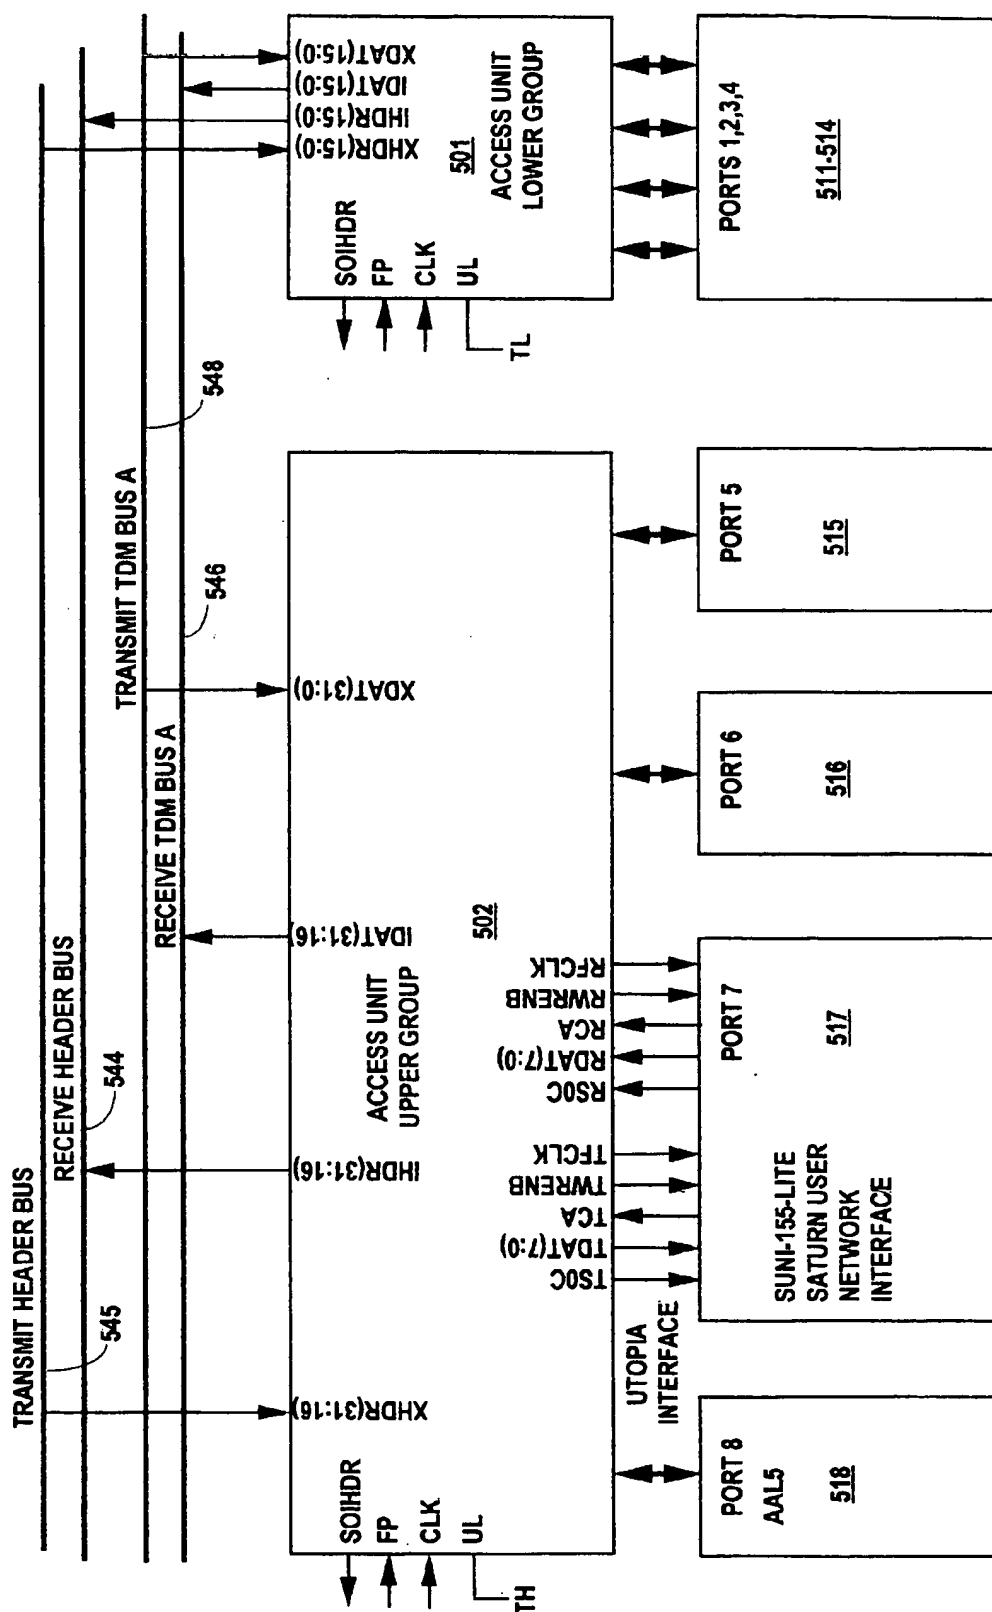 TRANSMIT HEADER BUS
545
RECEIVE HEADER BUS
544
TRANSMIT TDM BUS A
548
RECEIVE TDM BUS A
546
XHDR(31:16)
IHDR(31:16)
IDAT(31:16)
XDAT(31:0)
SOIHDR
FP
CLK
UL
TH
ACCESS UNIT
UPPER GROUP
502
XHDR(15:0)
IHDR(15:0)
IDAT(15:0)
XDAT(15:0)
SOIHDR
FP
CLK
UL
TL
501
ACCESS UNIT
LOWER GROUP
UTOPIA
INTERFACE
TSOC
TDAT(7:0)
TCA
TWRENB
TFCLK
RSOC
RDAT(7:0)
RCA
RWRENB
RFCLK
PORT 8
AAL5
518
PORT 7
517
SUNI-155-LITE
SATURN USER
NETWORK
INTERFACE
PORT 6
516
PORT 5
515
PORTS 1,2,3,4
511-514